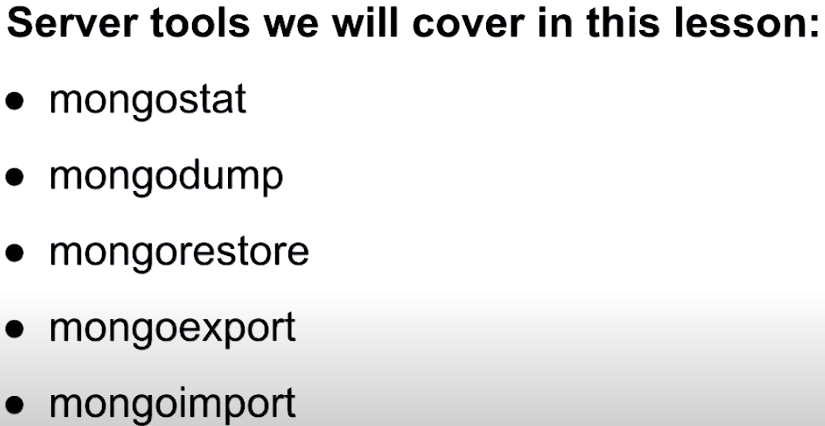 Server tools we will cover in this lesson:
● mongostat
● mongodump
● mongorestore
● mongoexport
● mongoimport